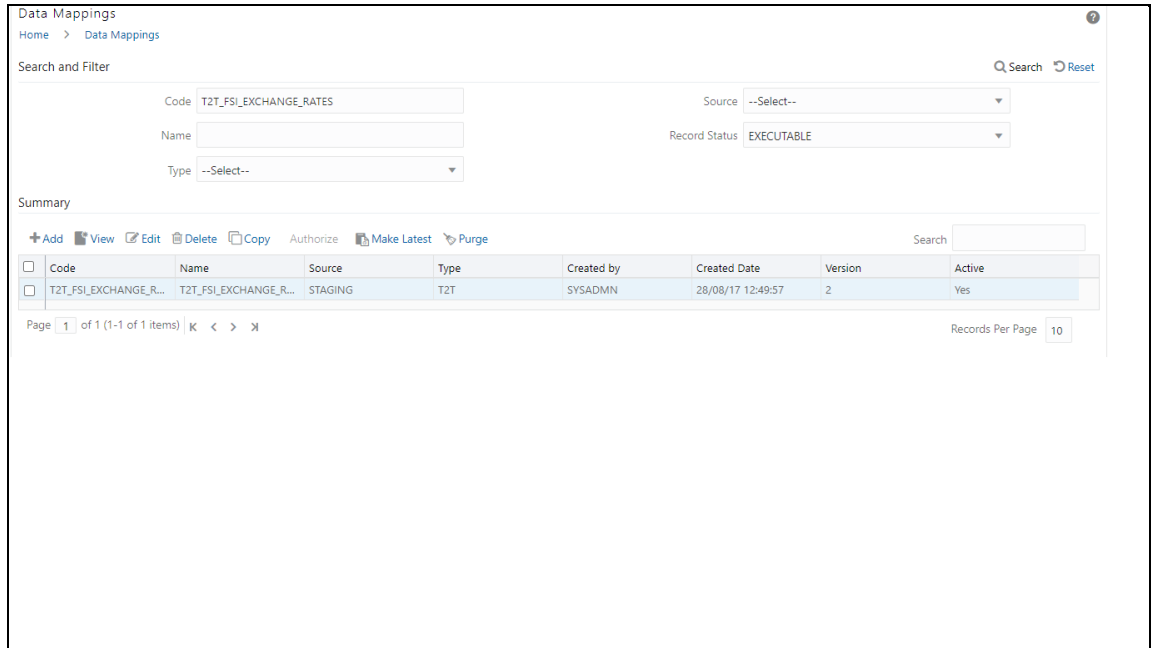 Data Mappings
?
Home > Data Mappings
Search and Filter
Search Reset
Code T2T_FSI_EXCHANGE_RATES Source --Select--
Name Record Status EXECUTABLE
Type --Select--
Summary
Add View Edit Delete Copy Authorize Make Latest Purge Search
Code Name Source Type Created by Created Date Version Active
T2T_FSI_EXCHANGE_R... T2T_FSI_EXCHANGE_R... STAGING T2T SYSADMN 28/08/17 12:49:57 2 Yes
Page 1 of 1 (1-1 of 1 items) Records Per Page 10